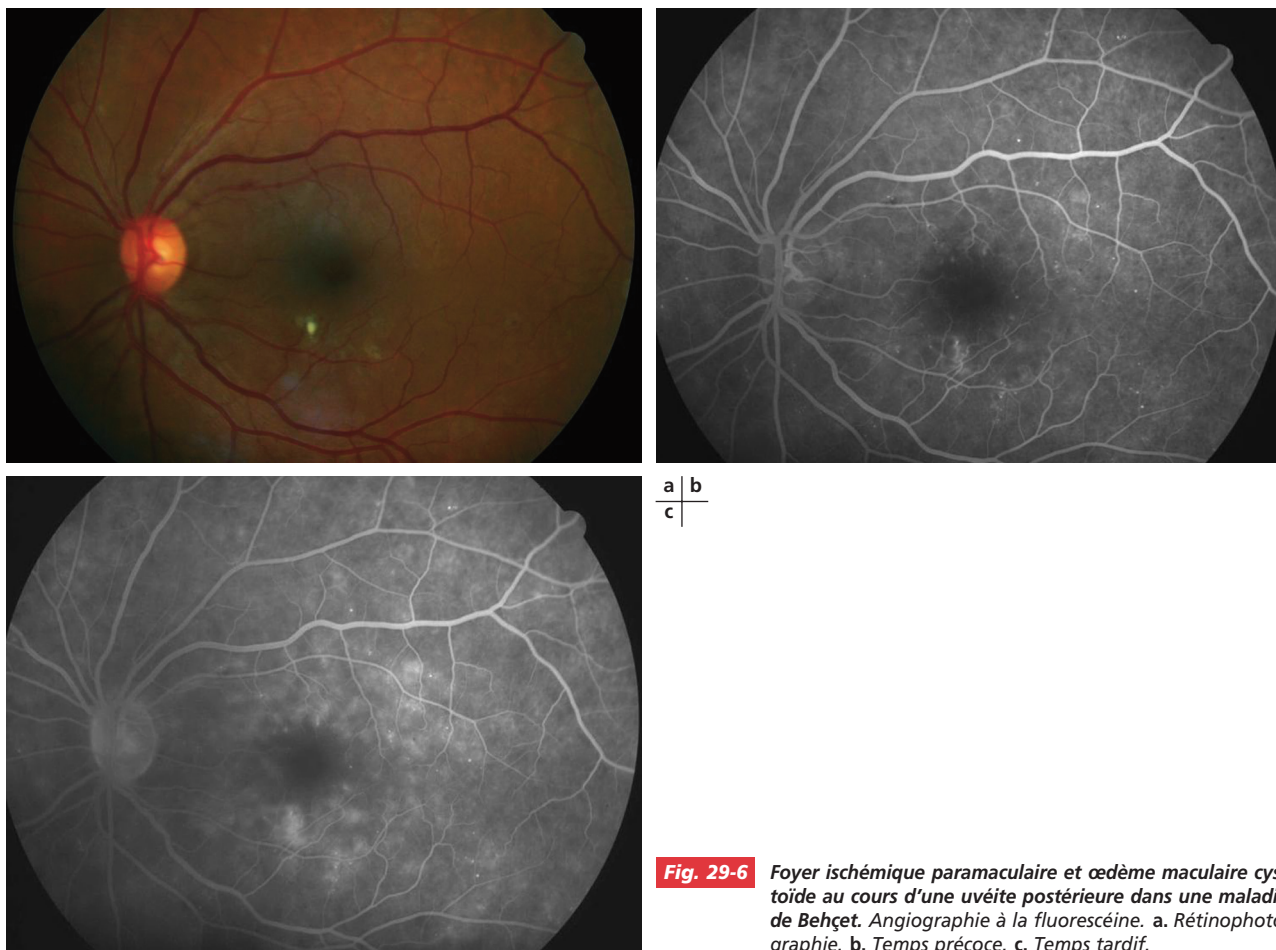 a b
c
Fig. 29-6 Foyer ischémique paramaculaire et œdème maculaire cys-
toïde au cours d’une uvéite postérieure dans une maladi
de Behçet. Angiographie à la fluorescéine. a. Rétinophoto
graphie. b. Temps précoce. c. Temps tardif.